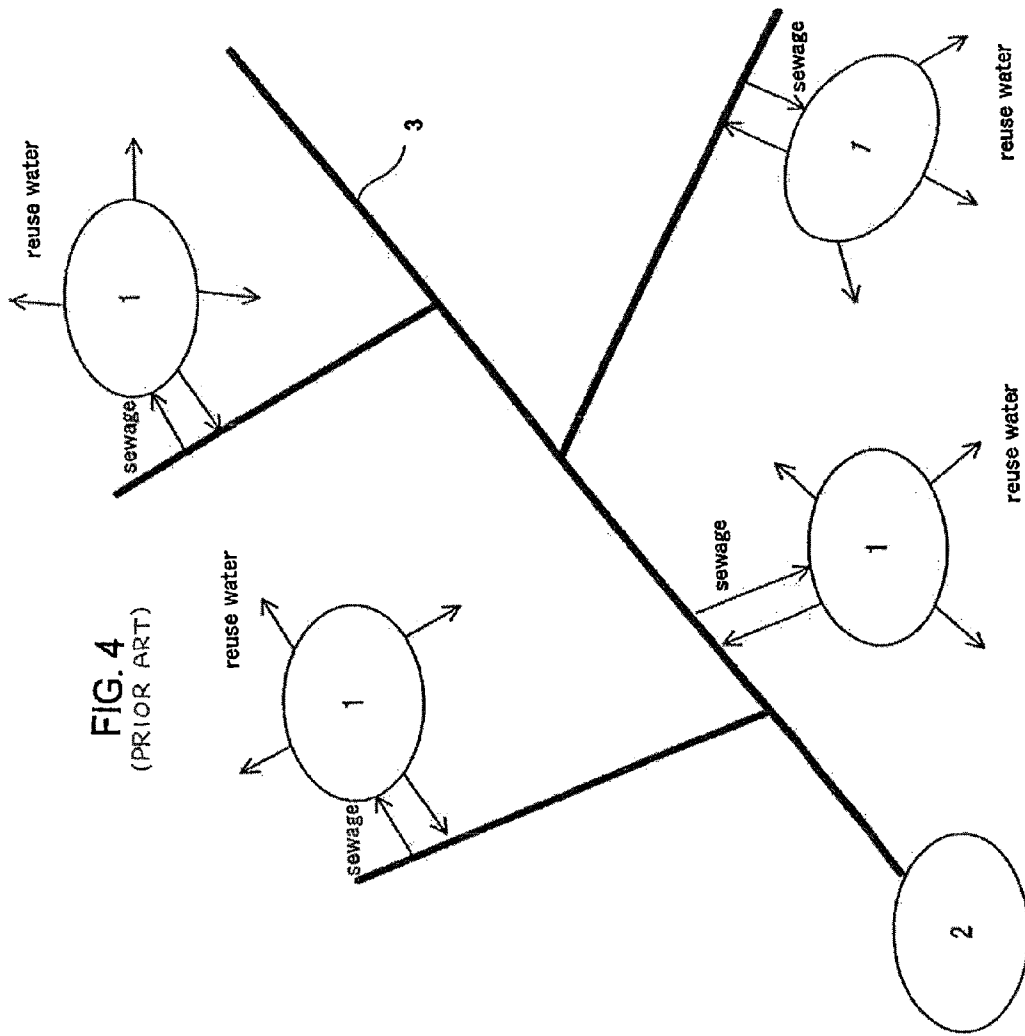 reuse water
FIG. 4
(PRIOR ART)
sewage
1
reuse water
sewage
1
3
sewage
sewage
1
1
2
reuse water
reuse water